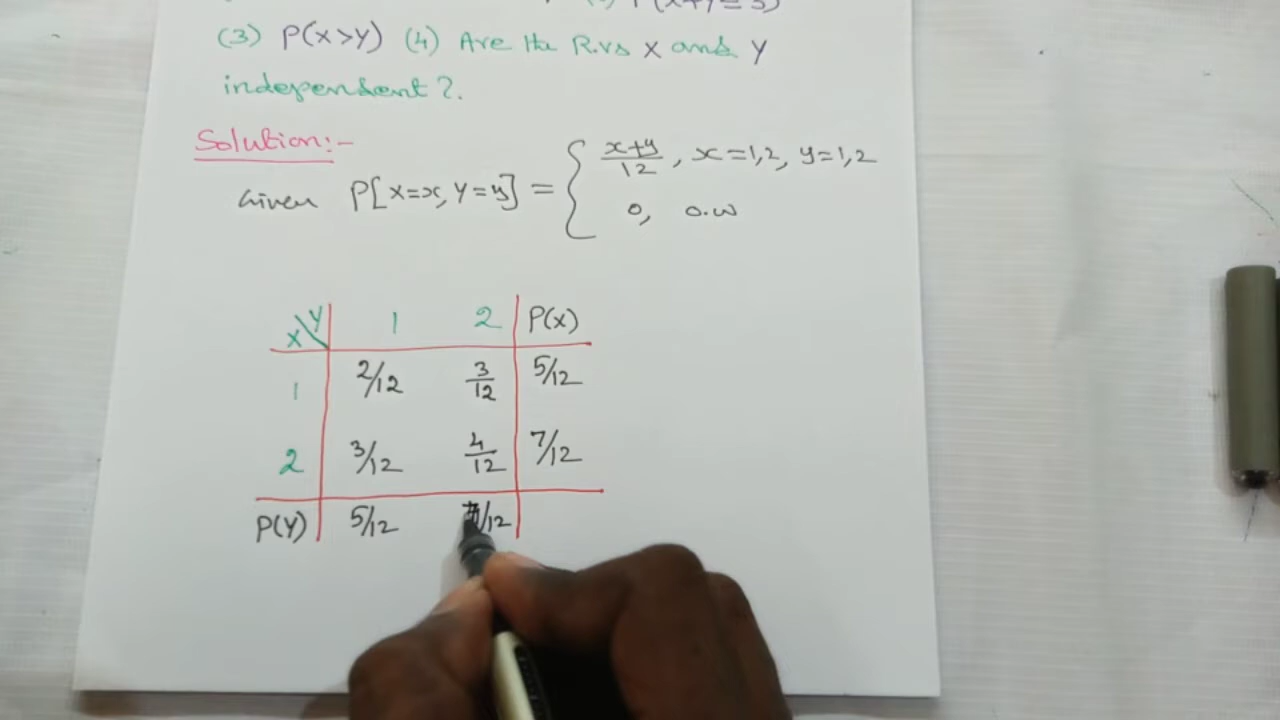 P(x+y=3)
(3) P(X>Y) (4) Are the R.vs X and Y
independent?.
Solution:-
Given P[X=x, Y=y] = { x+y/12, x=1,2, y=1,2
0, o.w
X\Y 1 2 P(X)
1 2/12 3/12 5/12
2 3/12 4/12 7/12
P(Y) 5/12 7/12